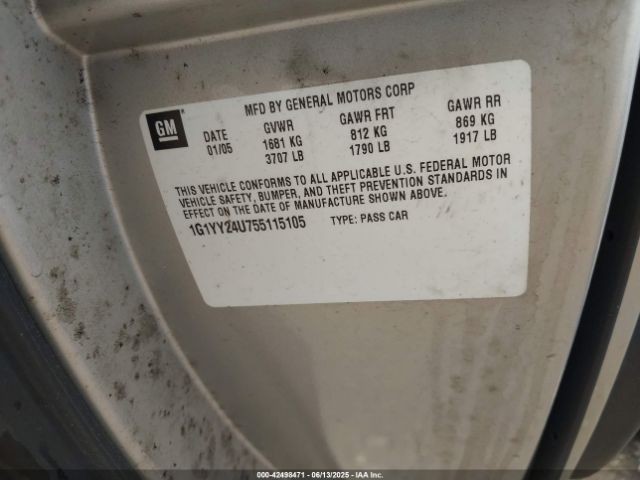 MFD BY GENERAL MOTORS CORP
GM
DATE GVWR GAWR FRT GAWR RR
01/05 1681 KG 812 KG 869 KG
3707 LB 1790 LB 1917 LB
THIS VEHICLE CONFORMS TO ALL APPLICABLE U.S. FEDERAL MOTOR
VEHICLE SAFETY, BUMPER, AND THEFT PREVENTION STANDARDS IN
EFFECT ON THE DATE OF MANUFACTURE SHOWN ABOVE.
1G1YY24U755115105 TYPE: PASS CAR
000-42498471 - 06/13/2025 - IAAI.COM